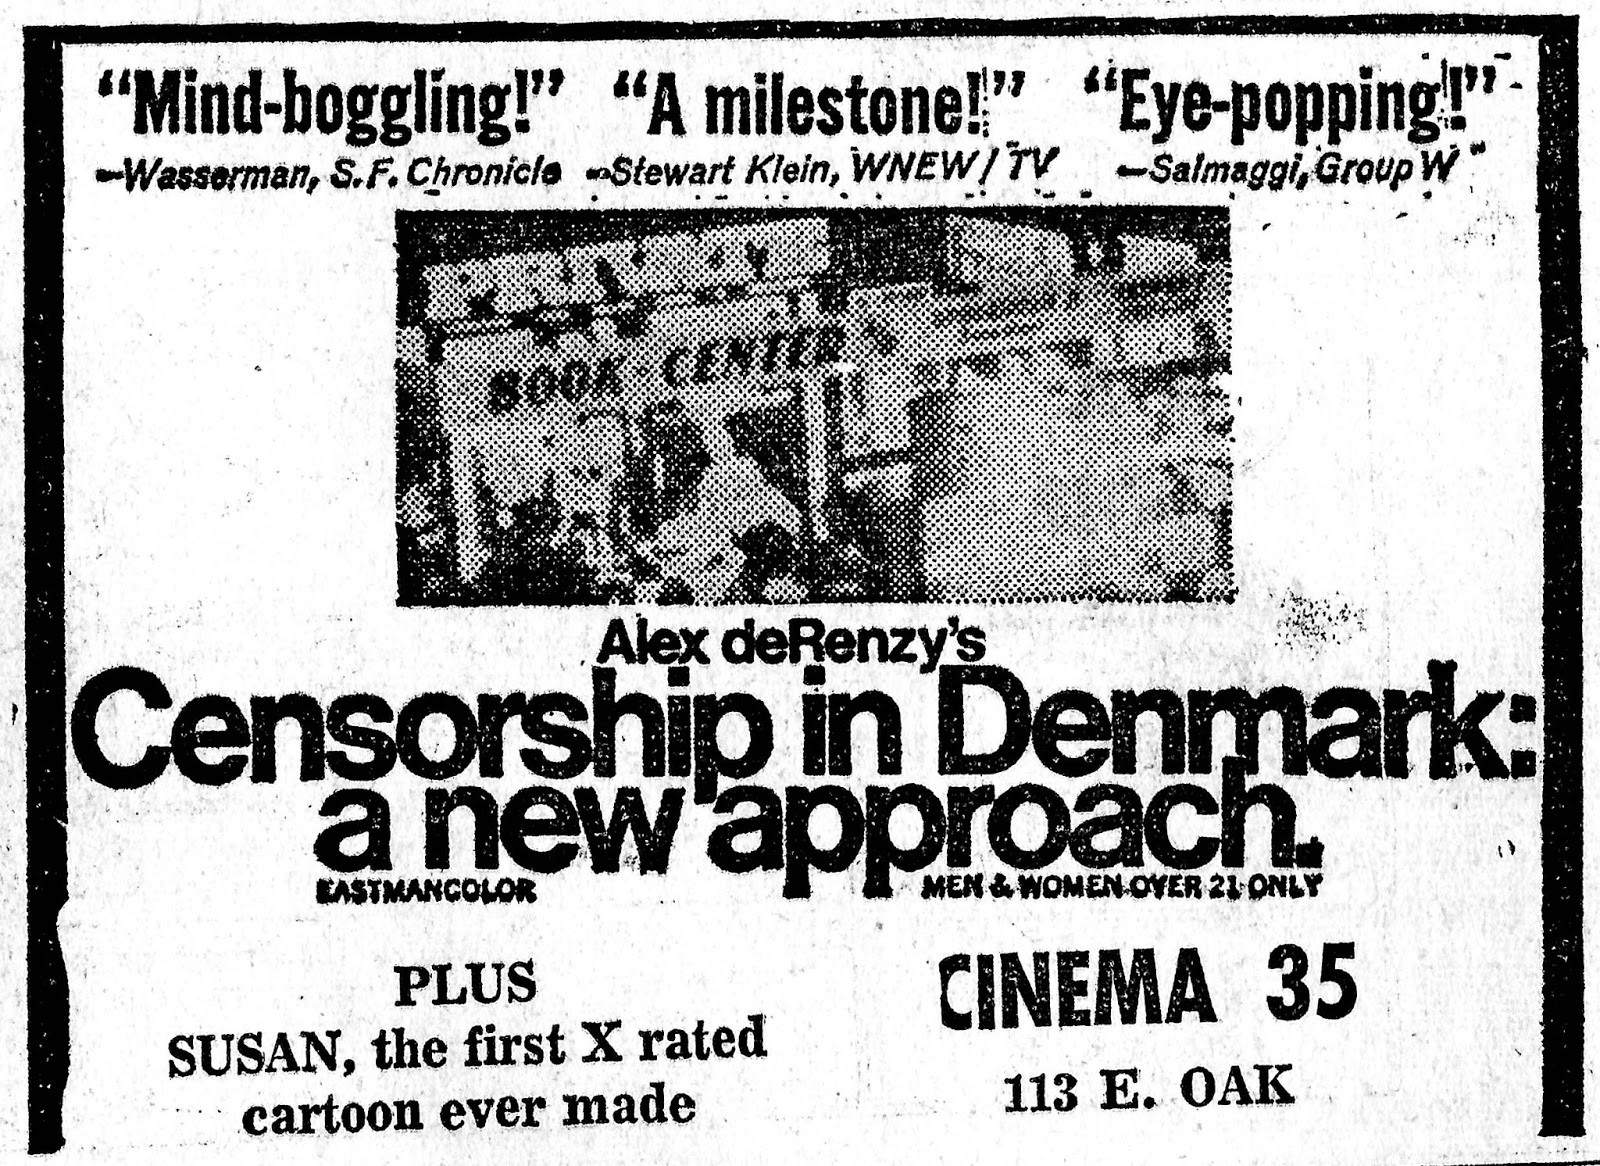 “Mind-boggling!” “A milestone!” “Eye-popping!”
—Wasserman, S.F. Chronicle —Stewart Klein, WNEW/TV —Salmaggi, Group W
BOOK CENTER
Alex deRenzy's
Censorship in Denmark:
a new approach.
EASTMANCOLOR MEN & WOMEN OVER 21 ONLY
PLUS
SUSAN, the first X rated
cartoon ever made
CINEMA 35
113 E. OAK